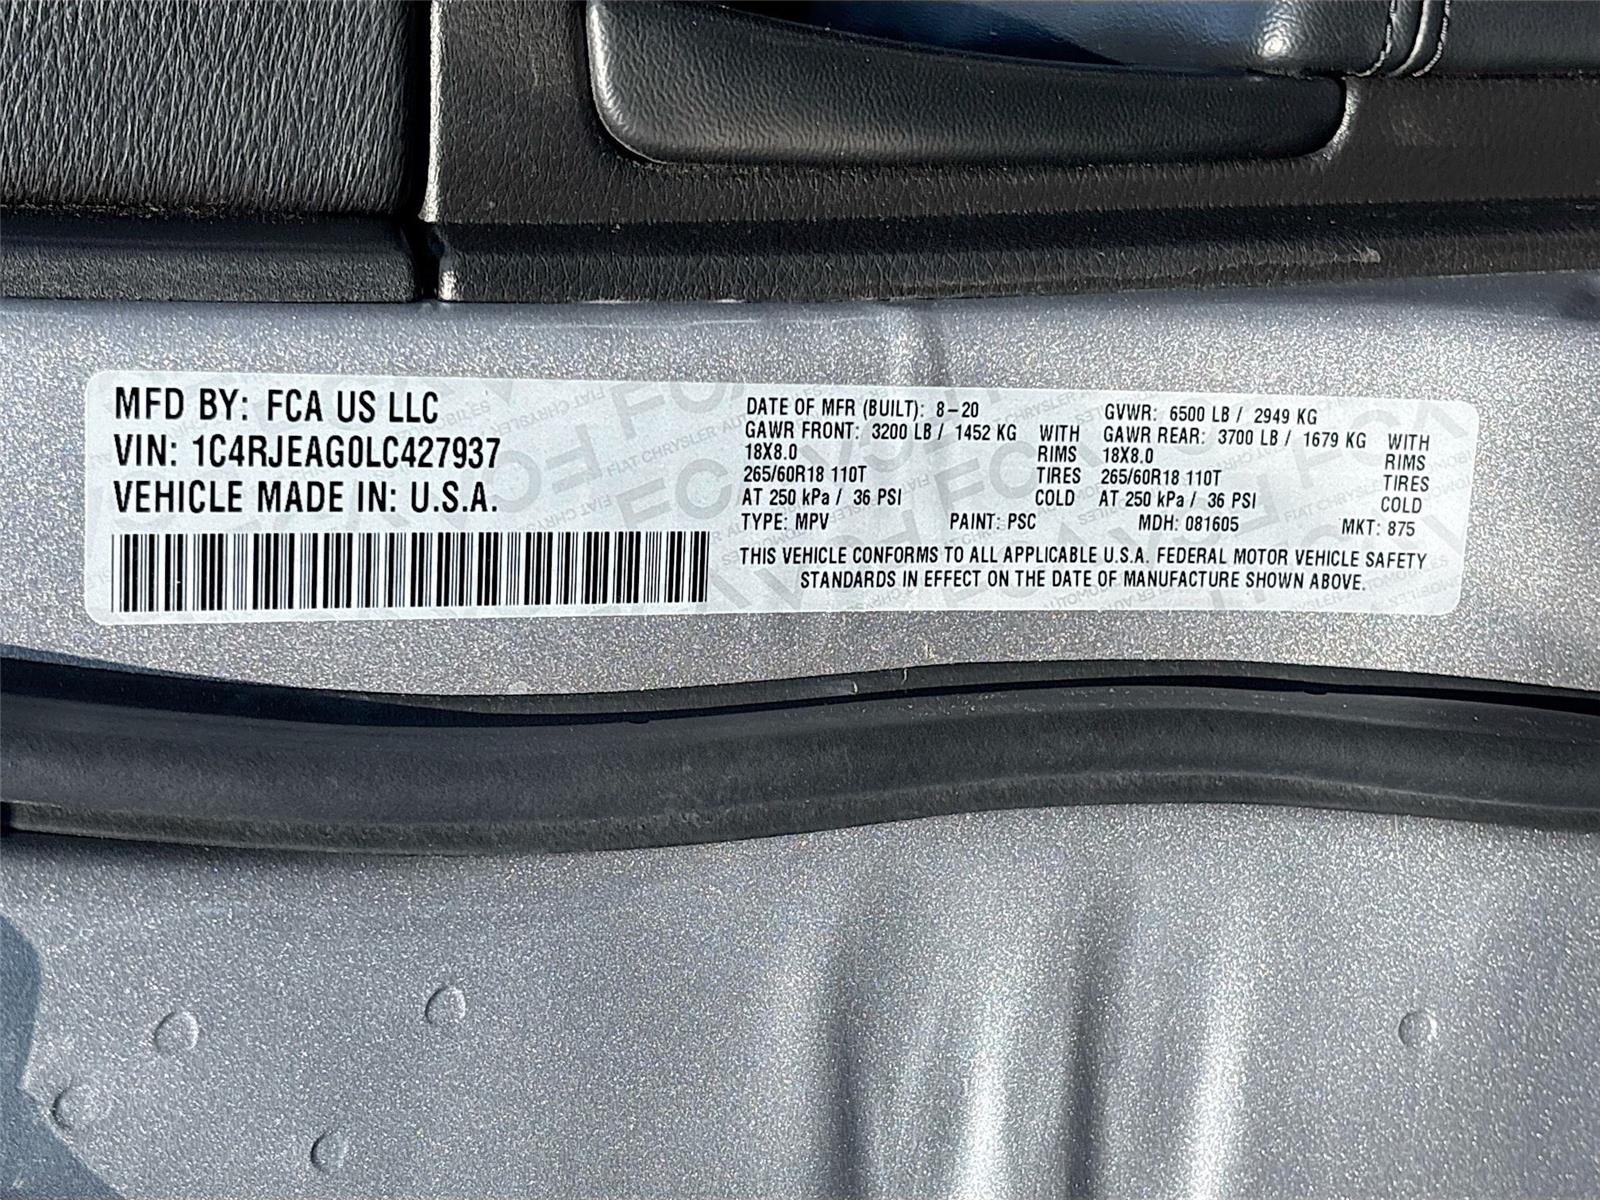 MFD BY: FCA US LLC
VIN: 1C4RJEAG0LC427937
VEHICLE MADE IN: U.S.A.
DATE OF MFR (BUILT): 8-20
GAWR FRONT: 3200 LB / 1452 KG WITH
18X8.0 RIMS
265/60R18 110T TIRES
AT 250 kPa / 36 PSI COLD
GVWR: 6500 LB / 2949 KG
GAWR REAR: 3700 LB / 1679 KG WITH
18X8.0 RIMS
265/60R18 110T TIRES
AT 250 kPa / 36 PSI COLD
TYPE: MPV PAINT: PSC MDH: 081605 MKT: 875
THIS VEHICLE CONFORMS TO ALL APPLICABLE U.S.A. FEDERAL MOTOR VEHICLE SAFETY
STANDARDS IN EFFECT ON THE DATE OF MANUFACTURE SHOWN ABOVE.